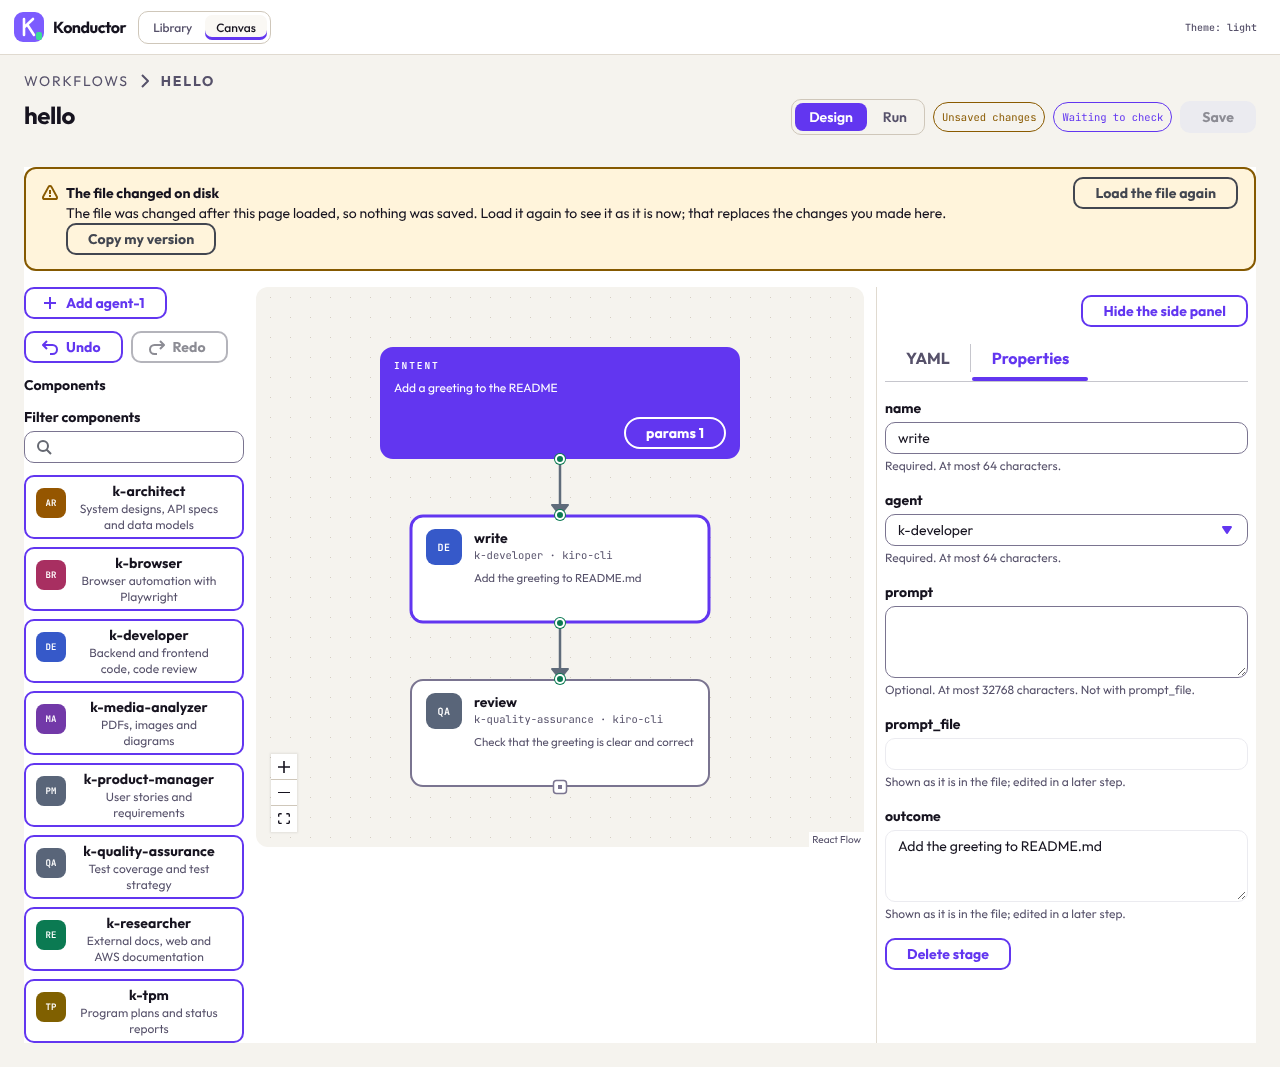 Konductor
Library
Canvas
Theme: light
WORKFLOWS > HELLO
hello
Design
Run
Unsaved changes
Waiting to check
Save
The file changed on disk
The file was changed after this page loaded, so nothing was saved. Load it again to see it as it is now; that replaces the changes you made here.
Load the file again
Copy my version
Add agent-1
Undo
Redo
Components
Filter components
AR
k-architect
System designs, API specs
and data models
BR
k-browser
Browser automation with
Playwright
DE
k-developer
Backend and frontend
code, code review
MA
k-media-analyzer
PDFs, images and
diagrams
PM
k-product-manager
User stories and
requirements
QA
k-quality-assurance
Test coverage and test
strategy
RE
k-researcher
External docs, web and
AWS documentation
TP
k-tpm
Program plans and status
reports
INTENT
Add a greeting to the README
params 1
DE
write
k-developer · kiro-cli
Add the greeting to README.md
QA
review
k-quality-assurance · kiro-cli
Check that the greeting is clear and correct
React Flow
Hide the side panel
YAML
Properties
name
write
Required. At most 64 characters.
agent
k-developer
Required. At most 64 characters.
prompt
Optional. At most 32768 characters. Not with prompt_file.
prompt_file
Shown as it is in the file; edited in a later step.
outcome
Add the greeting to README.md
Shown as it is in the file; edited in a later step.
Delete stage